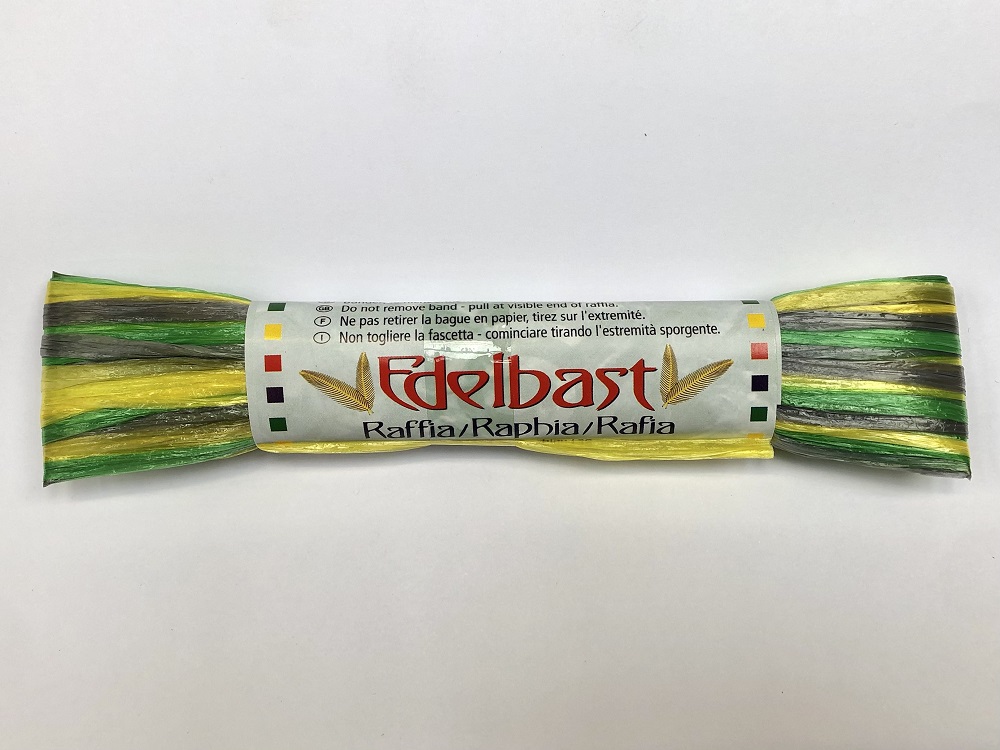 GB Do not remove band - pull at visible end of raffia.
F Ne pas retirer la bague en papier, tirez sur l'extremité.
I Non togliere la fascetta - cominciare tirando l'estremità sporgente.
Edelbast
Raffia/Raphia/Rafia